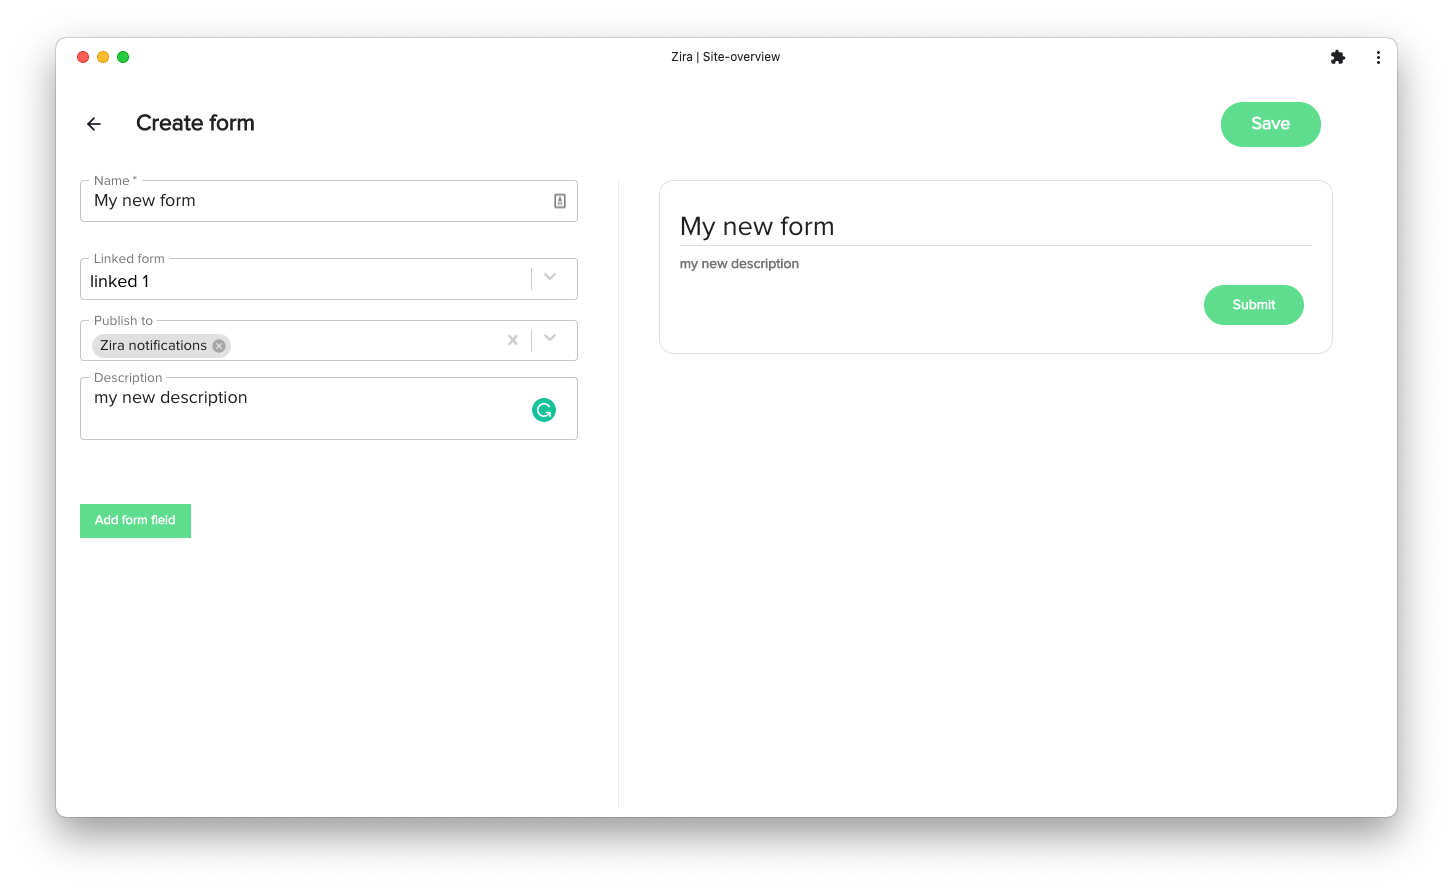 Zira | Site-overview
Create form
Save
Name *
My new form
Linked form
linked 1
Publish to
Zira notifications
Description
my new description
Add form field
My new form
my new description
Submit